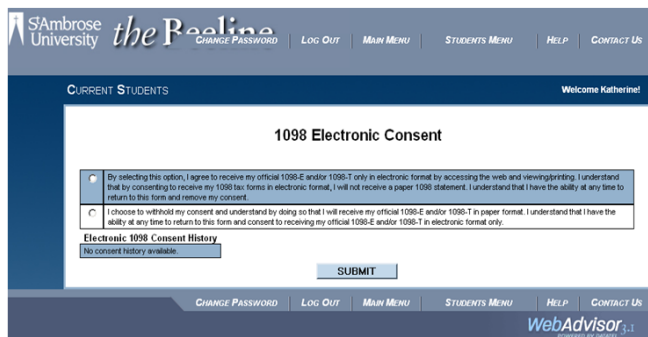 St Ambrose
University
the Beeline
CHANGE PASSWORD LOG OUT MAIN MENU STUDENTS MENU HELP CONTACT US
CURRENT STUDENTS Welcome Katherine!
1098 Electronic Consent
By selecting this option, I agree to receive my official 1098-E and/or 1098-T only in electronic format by accessing the web and viewing/printing. I understand
that by consenting to receive my 1098 tax forms in electronic format, I will not receive a paper 1098 statement. I understand that I have the ability at any time to
return to this form and remove my consent.
I choose to withhold my consent and understand by doing so that I will receive my official 1098-E and/or 1098-T in paper format. I understand that I have the
ability at any time to return to this form and consent to receiving my official 1098-E and/or 1098-T in electronic format only.
Electronic 1098 Consent History
No consent history available.
SUBMIT
CHANGE PASSWORD LOG OUT MAIN MENU STUDENTS MENU HELP CONTACT US
WebAdvisor 3.1
POWERED BY DATATEL